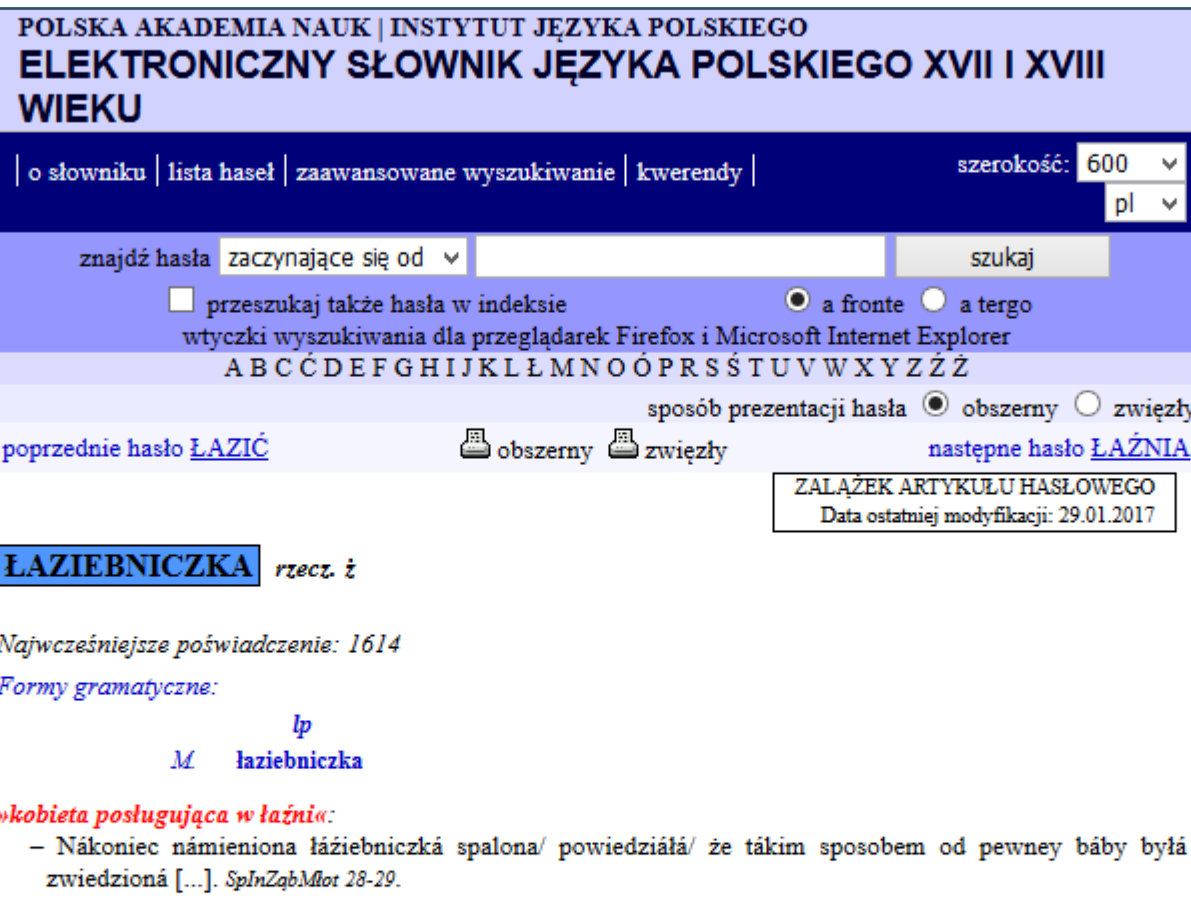 POLSKA AKADEMIA NAUK | INSTYTUT JĘZYKA POLSKIEGO
ELEKTRONICZNY SŁOWNIK JĘZYKA POLSKIEGO XVII I XVIII
WIEKU
| o słowniku | lista haseł | zaawansowane wyszukiwanie | kwerendy | szerokość: 600
pl
znajdź hasła zaczynające się od szukaj
przeszukaj także hasła w indeksie a fronte a tergo
wtyczki wyszukiwania dla przeglądarek Firefox i Microsoft Internet Explorer
A B C Ć D E F G H I J K L Ł M N O Ó P R S Ś T U V W X Y Z Ź Ż
sposób prezentacji hasła obszerny zwięzły
poprzednie hasło ŁAZIĆ obszerny zwięzły następne hasło ŁAŹNIA
ZALĄŻEK ARTYKUŁU HASŁOWEGO
Data ostatniej modyfikacji: 29.01.2017
ŁAZIEBNICZKA rzecz. ż
Najwcześniejsze poświadczenie: 1614
Formy gramatyczne:
lp
M. łaziebniczka
»kobieta posługująca w łaźni«:
– Nákoniec námieniona łáźiebniczká spalona/ powiedziáłá/ że tákim sposobem od pewney báby byłá
zwiedzioná [...]. SpInZąbMłot 28-29.